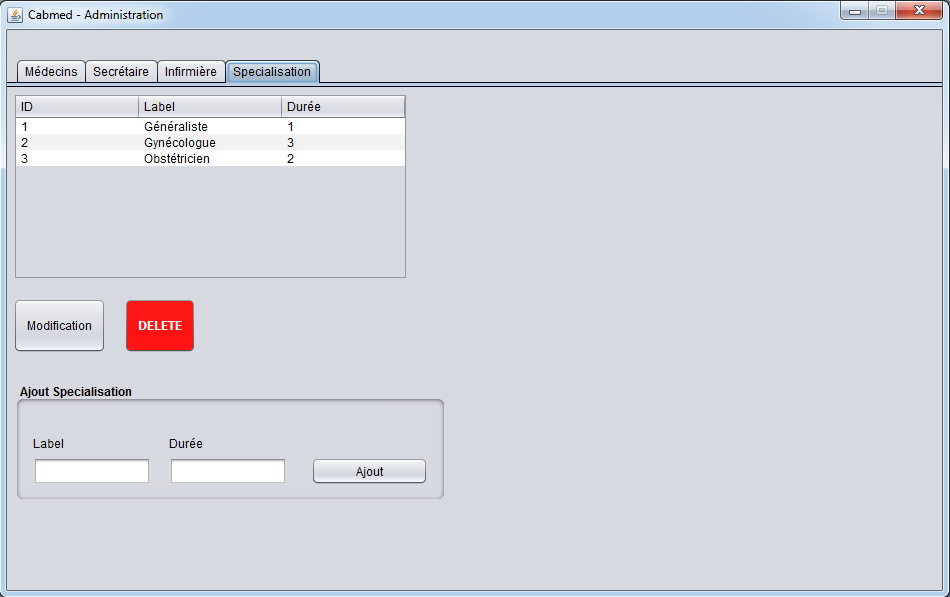 Cabmed - Administration
Médecins Secrétaire Infirmière Specialisation
ID Label Durée
1 Généraliste 1
2 Gynécologue 3
3 Obstétricien 2
Modification DELETE
Ajout Specialisation
Label Durée
Ajout